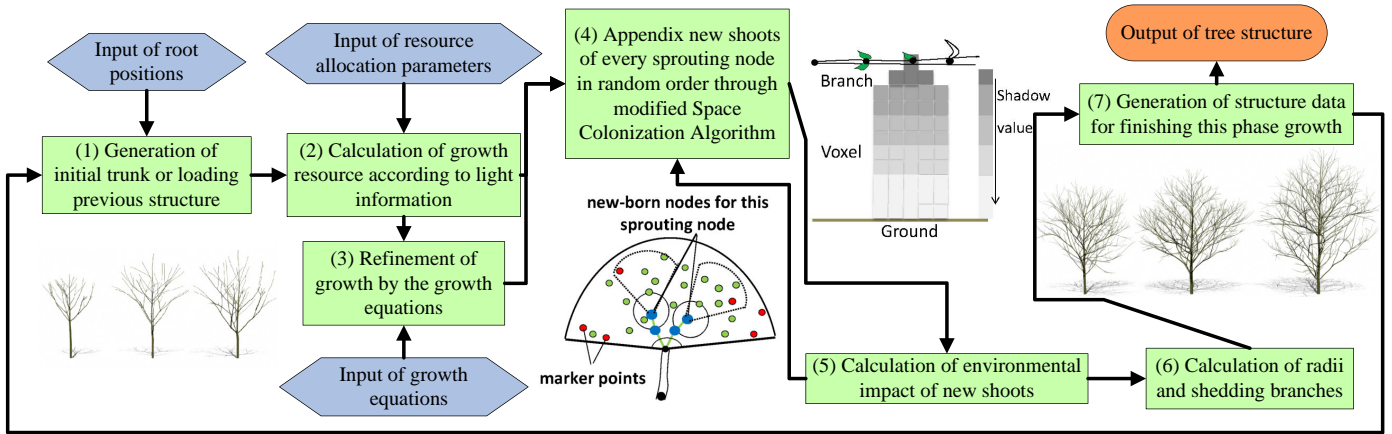 Input of root
positions
(1) Generation of
initial trunk or loading
previous structure
Input of resource
allocation parameters
(2) Calculation of growth
resource according to light
information
(3) Refinement of
growth by the growth
equations
Input of growth
equations
(4) Appendix new shoots
of every sprouting node
in random order through
modified Space
Colonization Algorithm
new-born nodes for this
sprouting node
marker points
Branch
Voxel
Shadow
value
Ground
(5) Calculation of environmental
impact of new shoots
(6) Calculation of radii
and shedding branches
(7) Generation of structure data
for finishing this phase growth
Output of tree structure